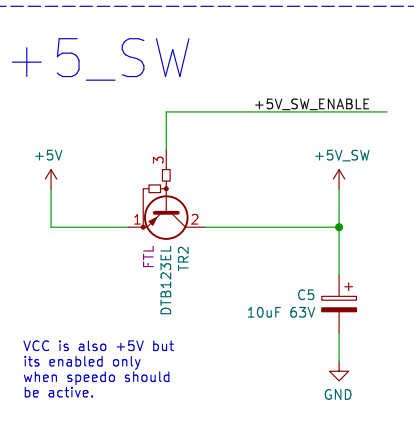 +5_SW
+5V_SW_ENABLE
+5V
3
+5V_SW
1
2
FTL
DTB123EL
TR2
C5
+
10uF 63V
VCC is also +5V but
its enabled only
when speedo should
be active.
GND